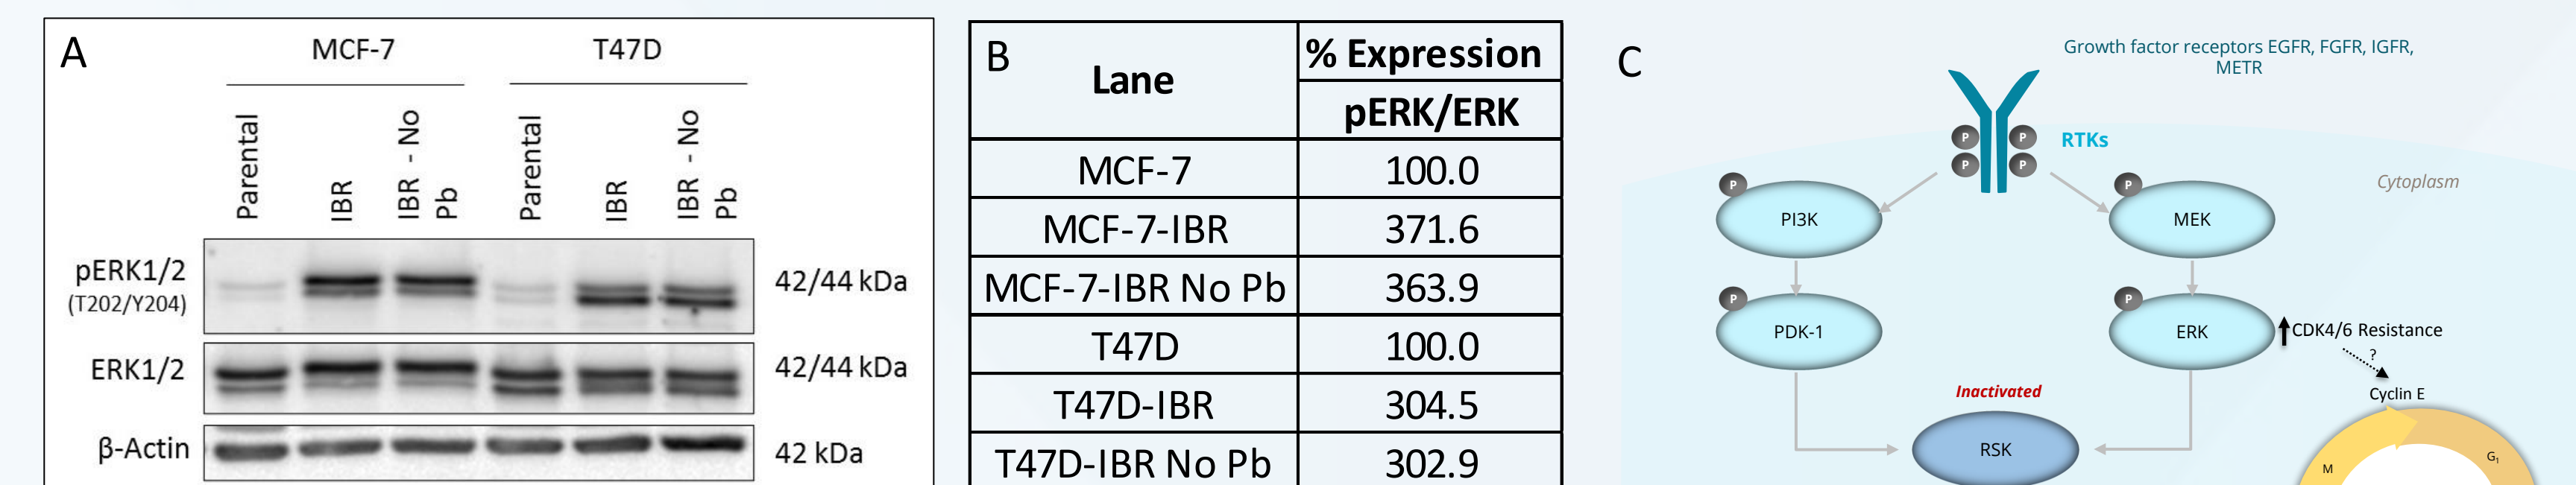 A
MCF-7
T47D
Parental
IBR
IBR - No
Pb
Parental
IBR
IBR - No
Pb
pERK1/2
(T202/Y204)
42/44 kDa
ERK1/2
42/44 kDa
β-Actin
42 kDa
B
Lane
% Expression
pERK/ERK
MCF-7
100.0
MCF-7-IBR
371.6
MCF-7-IBR No Pb
363.9
T47D
100.0
T47D-IBR
304.5
T47D-IBR No Pb
302.9
C
Growth factor receptors EGFR, FGFR, IGFR,
METR
P
P
P
P
RTKs
Cytoplasm
P
PI3K
P
MEK
P
PDK-1
P
ERK
CDK4/6 Resistance
?
Cyclin E
Inactivated
RSK
M
G₁